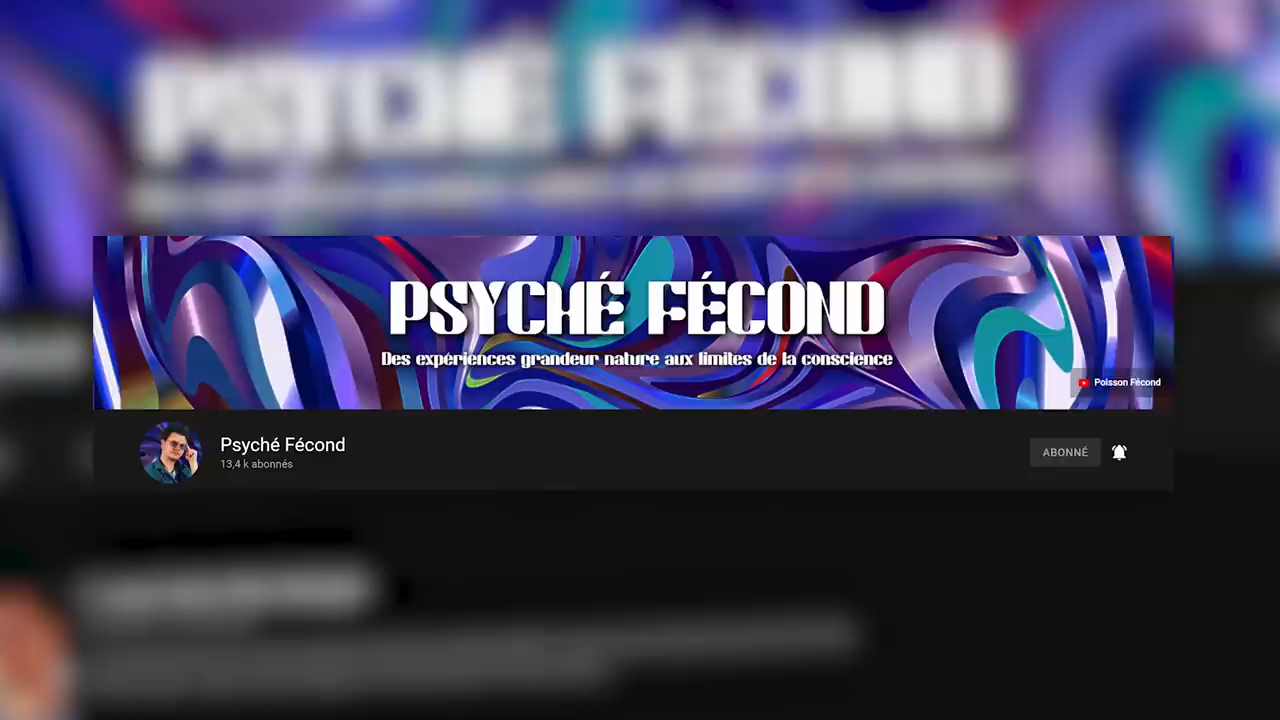 PSYCHÉ FÉCOND
Des expériences grandeur nature aux limites de la conscience
Poisson Fécond
Psyché Fécond
13,4 k abonnés
ABONNÉ